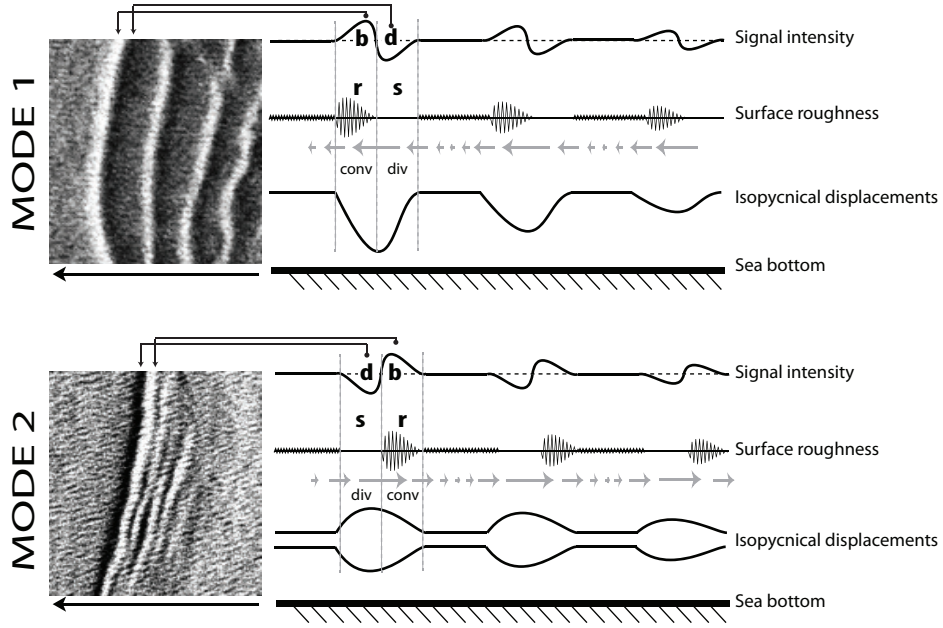 MODE 1
b d
Signal intensity
r s
Surface roughness
conv div
Isopycnical displacements
Sea bottom
MODE 2
d b
Signal intensity
s r
Surface roughness
div conv
Isopycnical displacements
Sea bottom